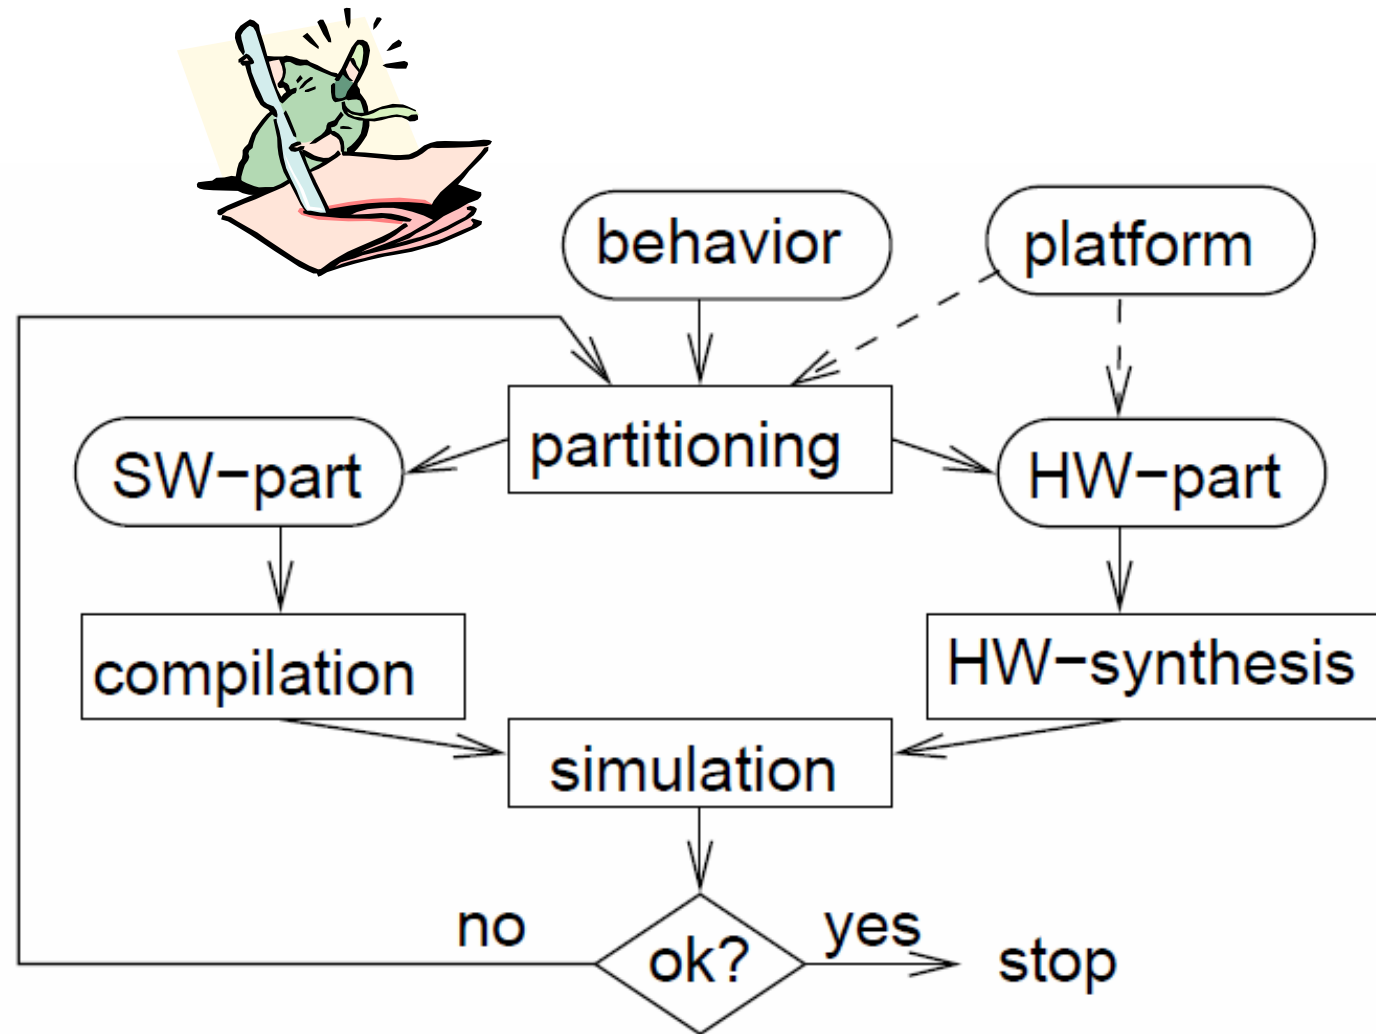 behavior
platform
partitioning
SW−part
HW−part
compilation
HW−synthesis
simulation
no
ok?
yes
stop